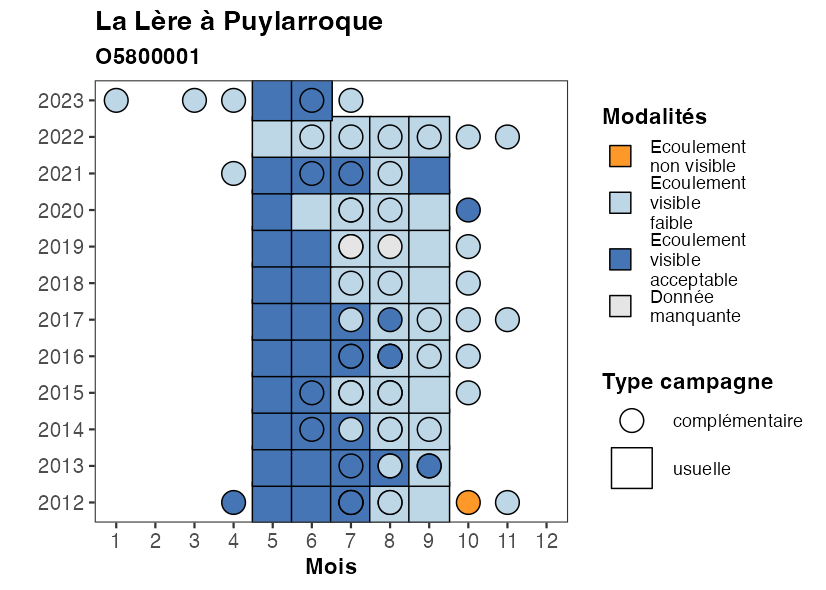 La Lère à Puylarroque
O5800001
2023
2022
2021
2020
2019
2018
2017
2016
2015
2014
2013
2012
1 2 3 4 5 6 7 8 9 10 11 12
Mois
Modalités
Ecoulement
non visible
Ecoulement
visible
faible
Ecoulement
visible
acceptable
Donnée
manquante
Type campagne
complémentaire
usuelle